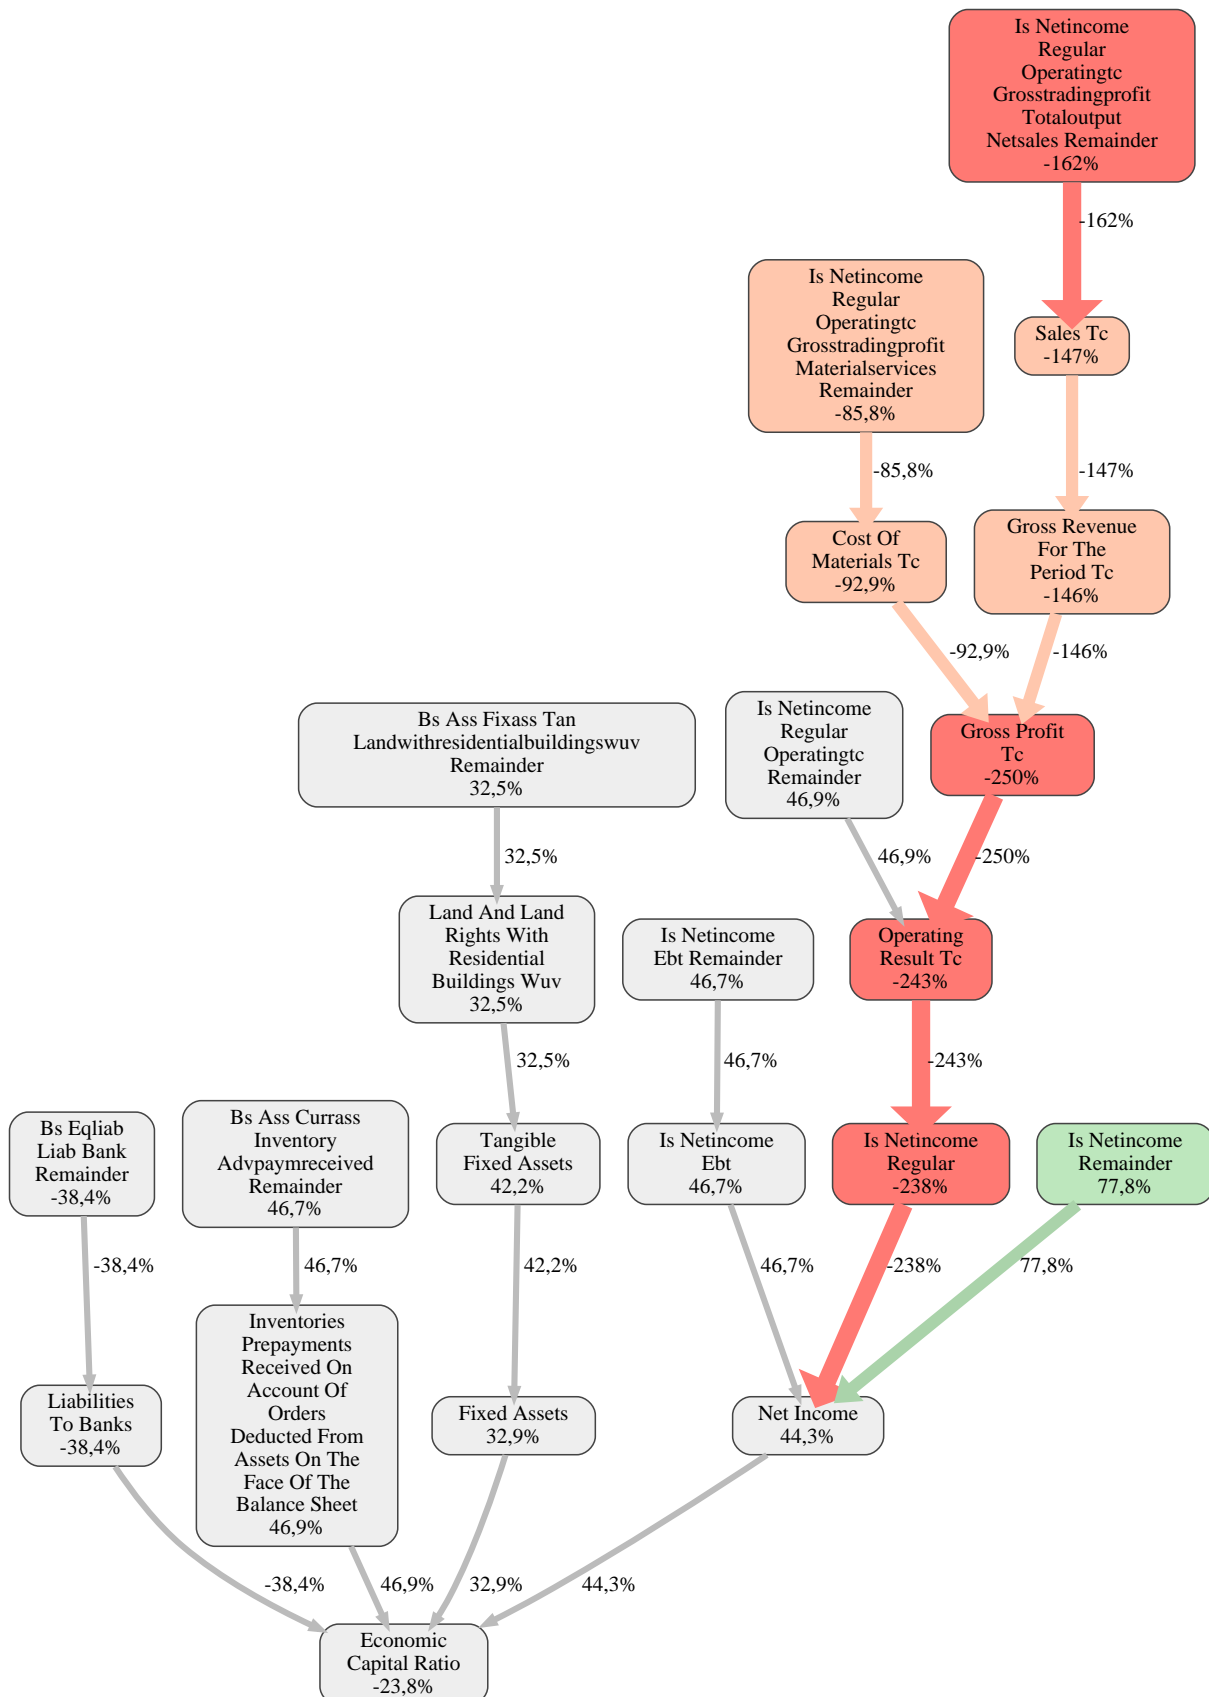 Is Netincome
Regular
Operatingtc
Grosstradingprofit
Totaloutput
Netsales Remainder
-162%
-162%
Is Netincome
Regular
Operatingtc
Grosstradingprofit
Materialservices
Remainder
-85,8%
Sales Tc
-147%
-85,8%
-147%
Cost Of
Materials Tc
-92,9%
Gross Revenue
For The
Period Tc
-146%
-92,9%
-146%
Bs Ass Fixass Tan
Landwithresidentialbuildingswuv
Remainder
32,5%
Is Netincome
Regular
Operatingtc
Remainder
46,9%
Gross Profit
Tc
-250%
32,5%
46,9%
-250%
Land And Land
Rights With
Residential
Buildings Wuv
32,5%
Is Netincome
Ebt Remainder
46,7%
Operating
Result Tc
-243%
32,5%
46,7%
-243%
Bs Eqliab
Liab Bank
Remainder
-38,4%
Bs Ass Currass
Inventory
Advpaymreceived
Remainder
46,7%
Tangible
Fixed Assets
42,2%
Is Netincome
Ebt
46,7%
Is Netincome
Regular
-238%
Is Netincome
Remainder
77,8%
-38,4%
46,7%
42,2%
46,7%
-238%
77,8%
Liabilities
To Banks
-38,4%
Inventories
Prepayments
Received On
Account Of
Orders
Deducted From
Assets On The
Face Of The
Balance Sheet
46,9%
Fixed Assets
32,9%
Net Income
44,3%
-38,4%
46,9%
32,9%
44,3%
Economic
Capital Ratio
-23,8%